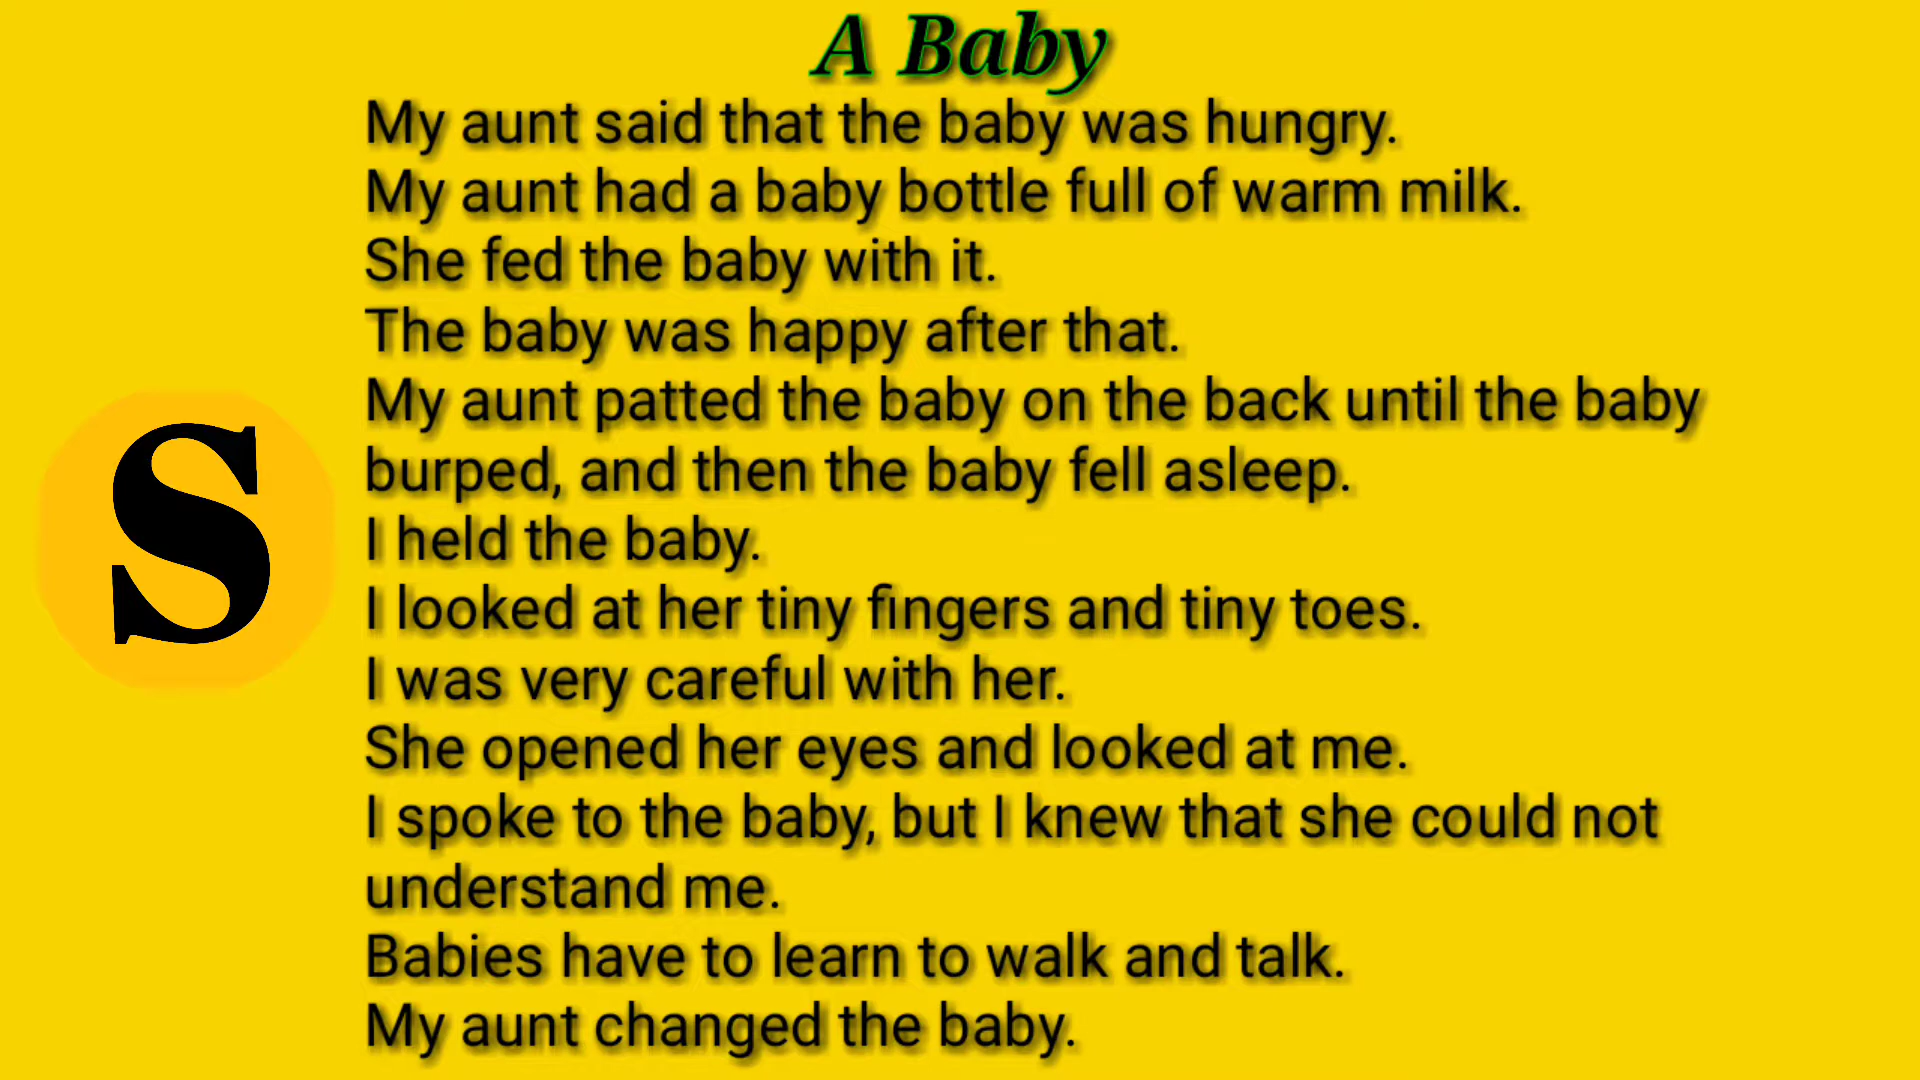 A Baby
My aunt said that the baby was hungry.
My aunt had a baby bottle full of warm milk.
She fed the baby with it.
The baby was happy after that.
My aunt patted the baby on the back until the baby
burped, and then the baby fell asleep.
S
I held the baby.
I looked at her tiny fingers and tiny toes.
I was very careful with her.
She opened her eyes and looked at me.
I spoke to the baby, but I knew that she could not
understand me.
Babies have to learn to walk and talk.
My aunt changed the baby.